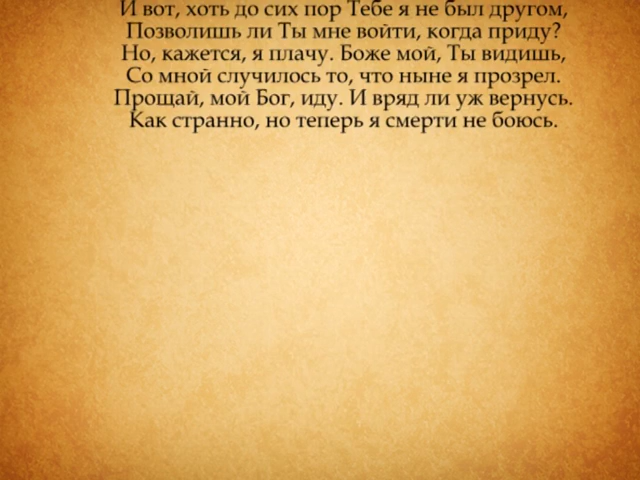 И вот, хоть до сих пор Тебе я не был другом,
Позволишь ли Ты мне войти, когда приду?
Но, кажется, я плачу. Боже мой, Ты видишь,
Со мной случилось то, что ныне я прозрел.
Прощай, мой Бог, иду. И вряд ли уж вернусь.
Как странно, но теперь я смерти не боюсь.